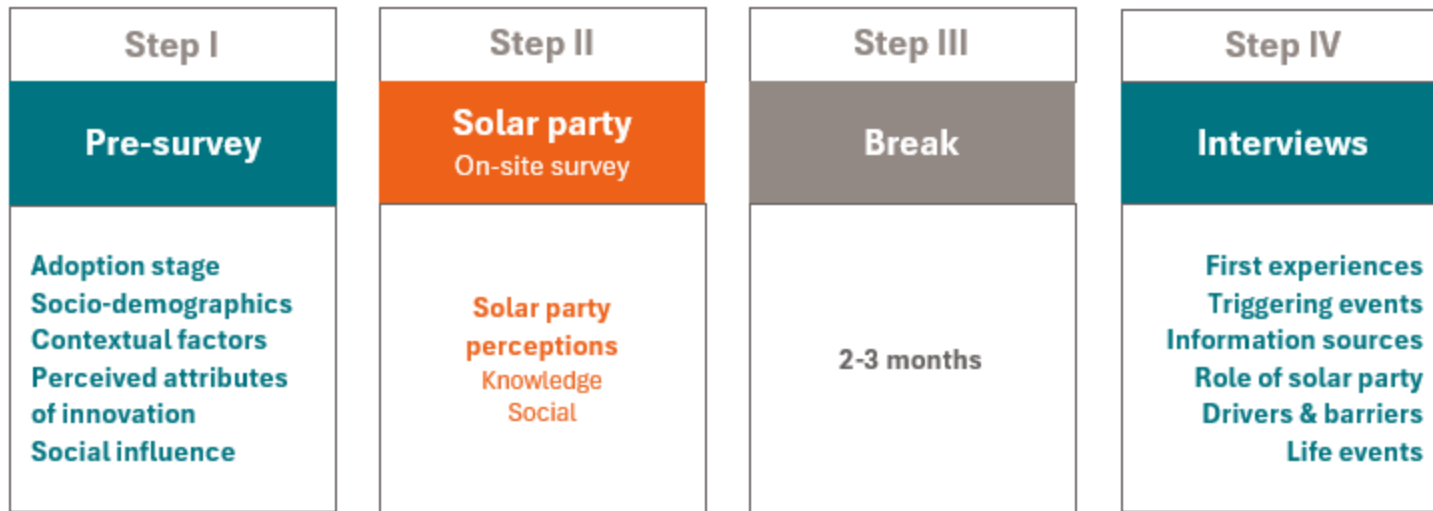 Step I
Pre-survey
Adoption stage
Socio-demographics
Contextual factors
Perceived attributes
of innovation
Social influence
Step II
Solar party
On-site survey
Solar party
perceptions
Knowledge
Social
Step III
Break
2-3 months
Step IV
Interviews
First experiences
Triggering events
Information sources
Role of solar party
Drivers & barriers
Life events